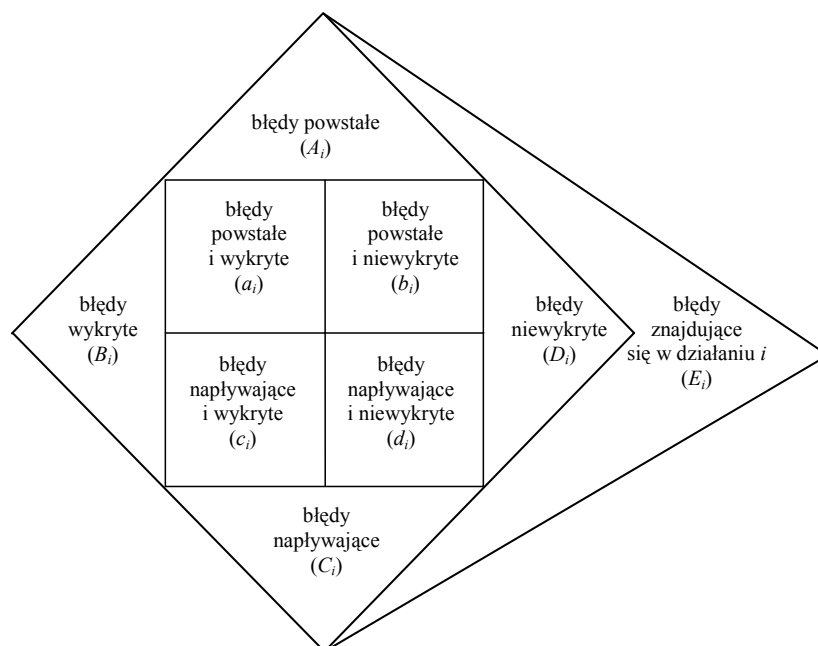 błędy powstałe
(Ai)
błędy
powstałe
i wykryte
(ai)
błędy
powstałe
i niewykryte
(bi)
błędy
wykryte
(Bi)
błędy
niewykryte
(Di)
błędy
znajdujące
się w działaniu i
(Ei)
błędy
napływające
i wykryte
(ci)
błędy
napływające
i niewykryte
(di)
błędy
napływające
(Ci)